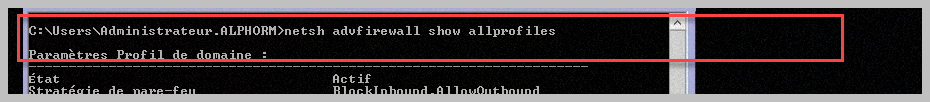 C:\Users\Administrateur.ALPHORM>netsh advfirewall show allprofiles
Paramètres Profil de domaine :
----------------------------------------------------------------------
État Actif
Stratégie de pare-feu BlockInbound,AllowOutbound